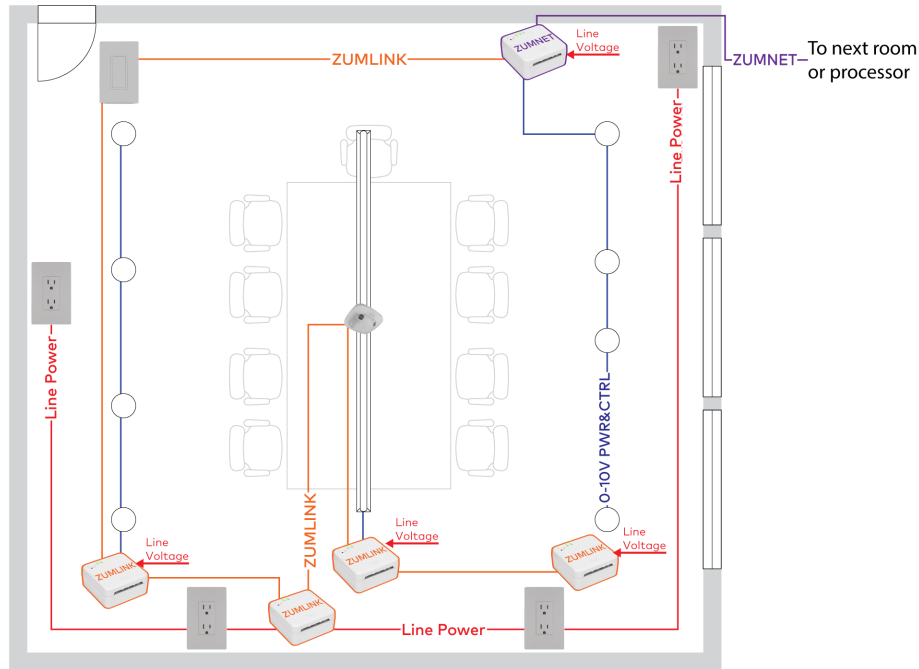 ZUMNET
Line
Voltage
ZUMLINK
ZUMNET
To next room
or processor
Line Power
Line Power
0-10V PWR&CTRL
ZUMLINK
Line
Voltage
Line
Voltage
Line
Voltage
ZUMLINK
ZUMLINK
ZUMLINK
ZUMLINK
Line Power